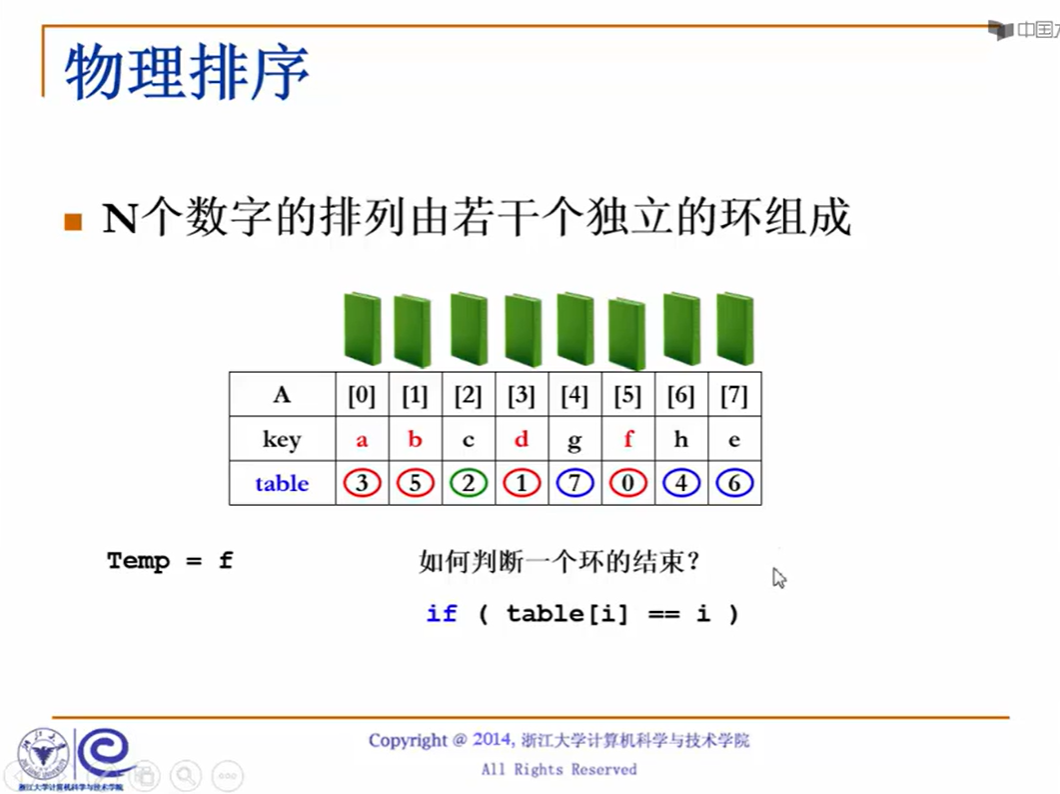 中国
物理排序
N个数字的排列由若干个独立的环组成
A [0] [1] [2] [3] [4] [5] [6] [7]
key a b c d g f h e
table 3 5 2 1 7 0 4 6
Temp = f
如何判断一个环的结束?
if ( table[i] == i )
Copyright @ 2014, 浙江大学计算机科学与技术学院
All Rights Reserved
浙江大学计算机科学与技术学院